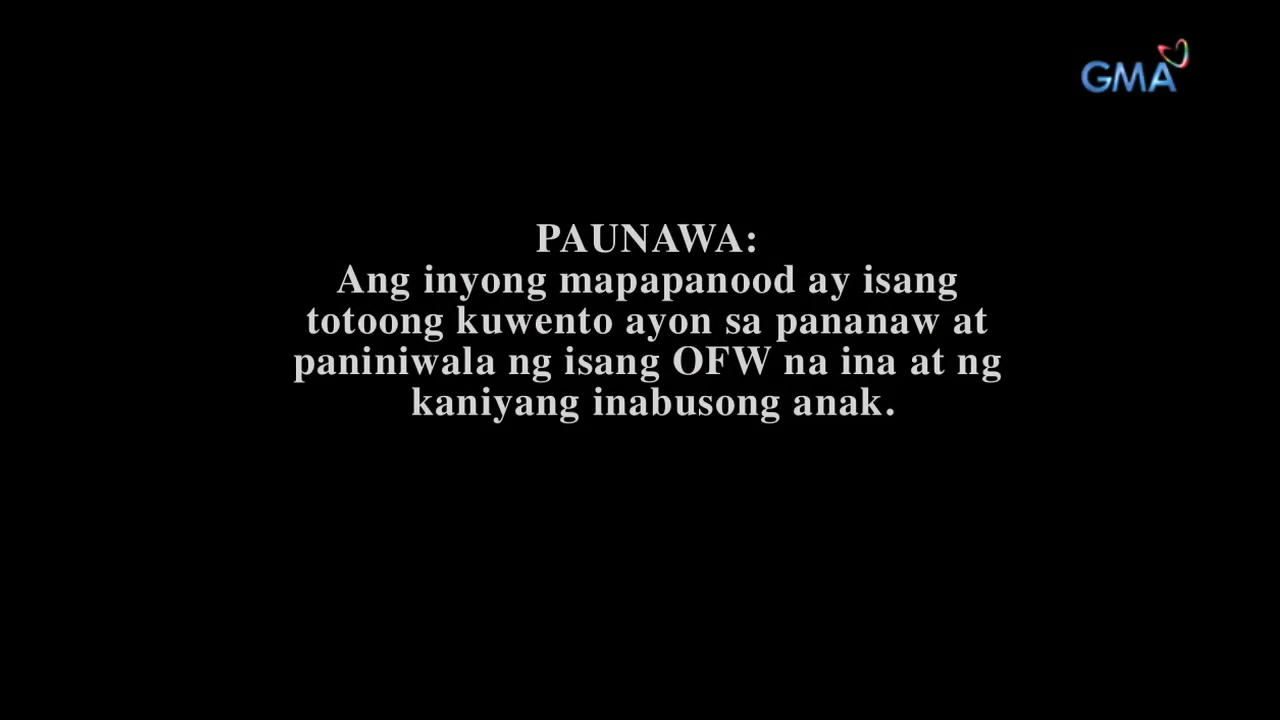 GMA
PAUNAWA:
Ang inyong mapapanood ay isang
totoong kuwento ayon sa pananaw at
paniniwala ng isang OFW na ina at ng
kaniyang inabusong anak.